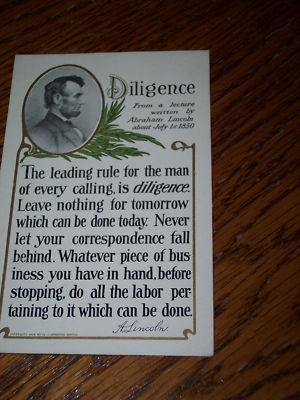 Diligence
From a lecture
written by
Abraham Lincoln
about July 1st 1850
The leading rule for the man
of every calling, is diligence.
Leave nothing for tomorrow
which can be done today. Never
let your correspondence fall
behind. Whatever piece of bus-
iness you have in hand, before
stopping, do all the labor per-
taining to it which can be done.
A. Lincoln.